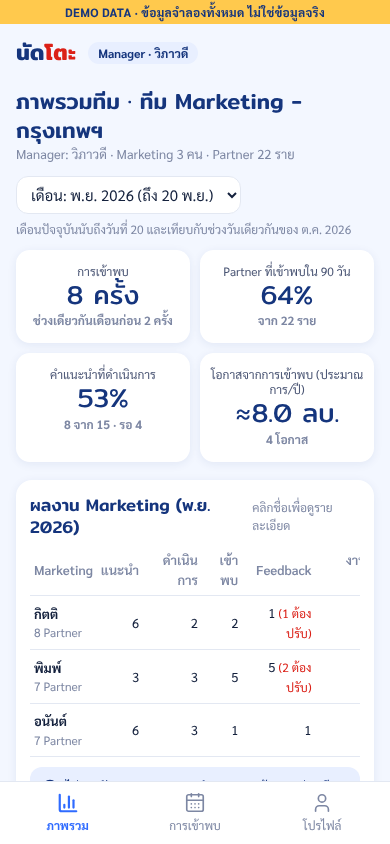 DEMO DATA · ข้อมูลจำลองทั้งหมด ไม่ใช่ข้อมูลจริง
นัดโตะ
Manager · วิภาวดี
ภาพรวมทีม · ทีม Marketing –
กรุงเทพฯ
Manager: วิภาวดี · Marketing 3 คน · Partner 22 ราย
เดือน: พ.ย. 2026 (ถึง 20 พ.ย.)
เดือนปัจจุบันนับถึงวันที่ 20 และเทียบกับช่วงวันเดียวกันของ ต.ค. 2026
การเข้าพบ
8 ครั้ง
ช่วงเดียวกันเดือนก่อน 2 ครั้ง
Partner ที่เข้าพบใน 90 วัน
64%
จาก 22 ราย
คำแนะนำที่ดำเนินการ
53%
8 จาก 15 · รอ 4
โอกาสจากการเข้าพบ (ประมาณ
การ/ปี)
≈8.0 ลบ.
4 โอกาส
ผลงาน Marketing (พ.ย.
2026)
คลิกชื่อเพื่อดูราย
ละเอียด
Marketing แนะนำ ดำเนิน
การ เข้า
พบ Feedback
กิตติ
8 Partner
6 2 2 1 (1 ต้อง
ปรับ)
พิมพ์
7 Partner
3 3 5 5 (2 ต้อง
ปรับ)
อนันต์
7 Partner
6 3 1 1
ภาพรวม
การเข้าพบ
โปรไฟล์